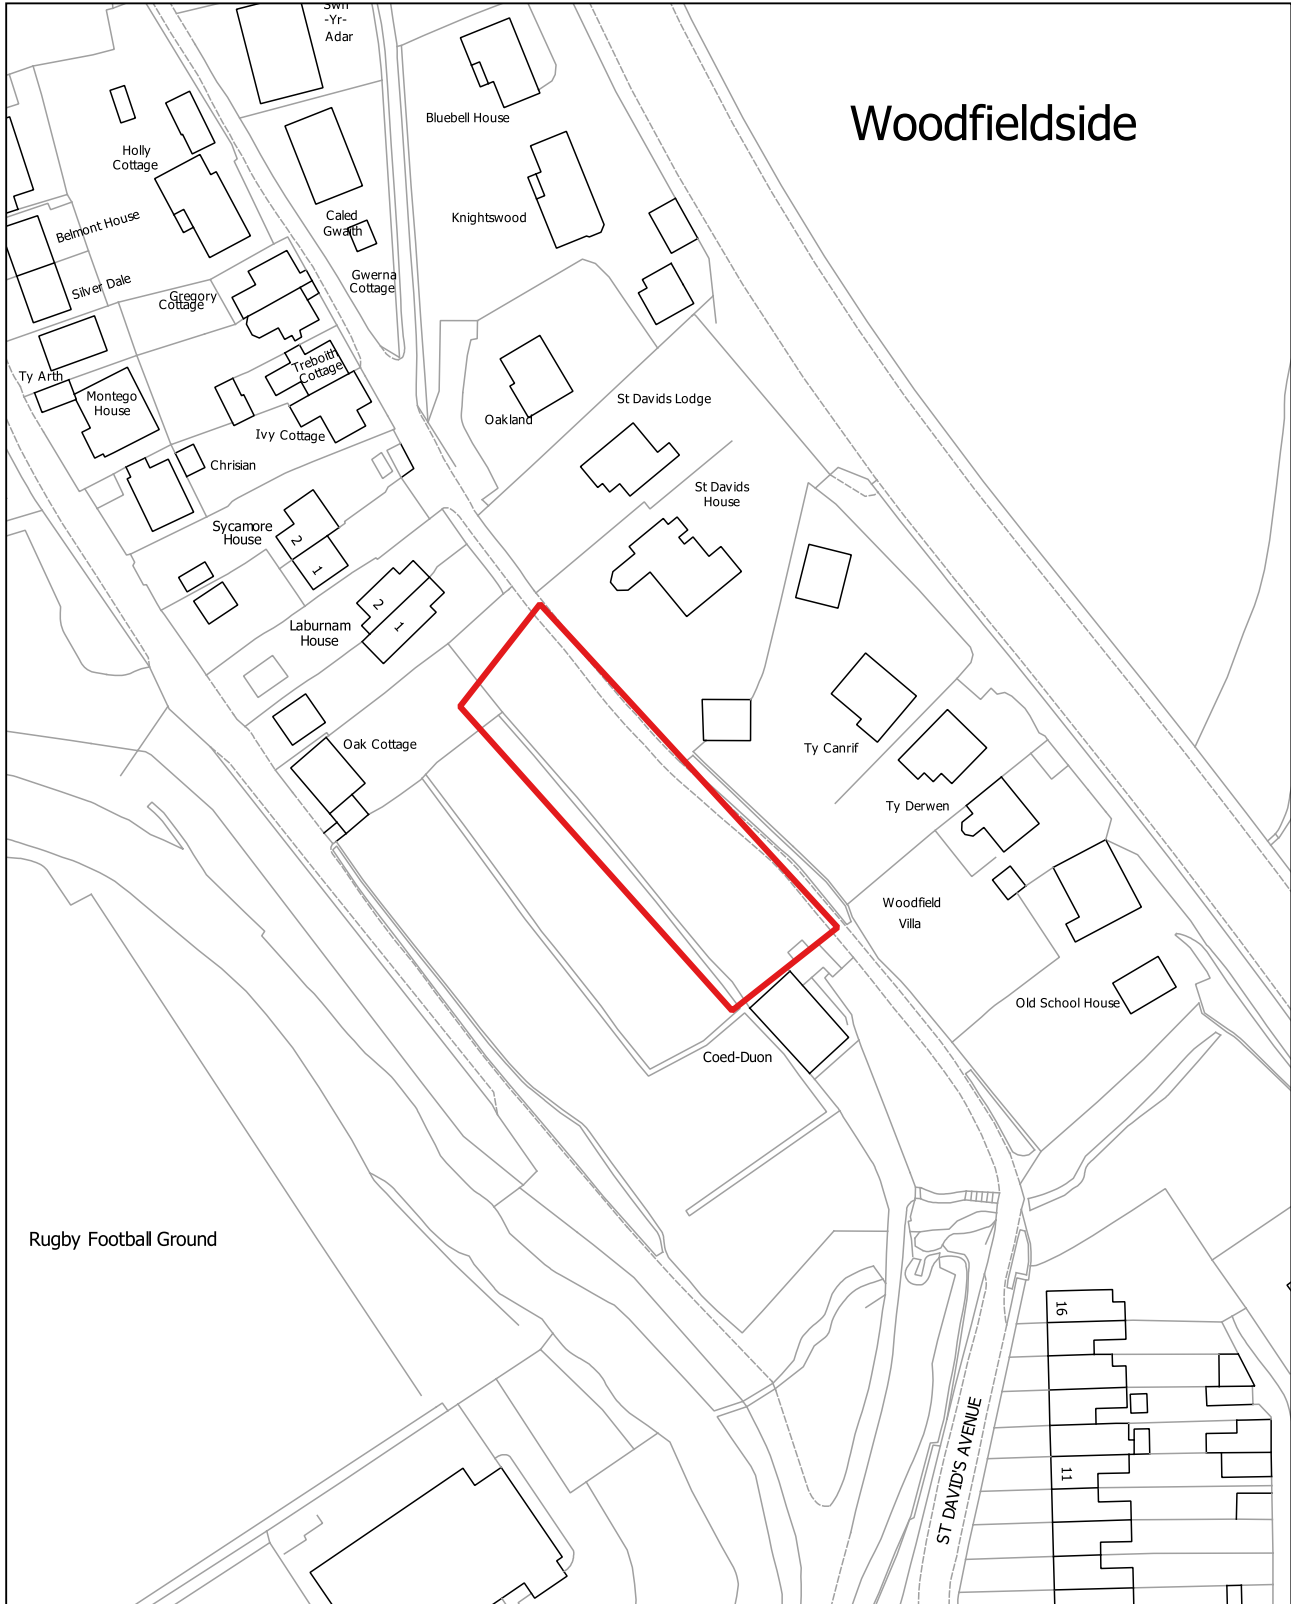 Swn
-Yr-
Adar
Woodfieldside
Bluebell House
Holly
Cottage
Caled
Gwaith
Knightswood
Belmont House
Gwerna
Cottage
Silver Dale
Gregory
Cottage
Treboith
Cottage
Ty Arth
Montego
House
St Davids Lodge
Oakland
Ivy Cottage
Chrisian
St Davids
House
Sycamore
House
2
1
2
1
Laburnam
House
Oak Cottage
Ty Canrif
Ty Derwen
Woodfield
Villa
Old School House
Coed-Duon
Rugby Football Ground
16
11
ST DAVID'S AVENUE